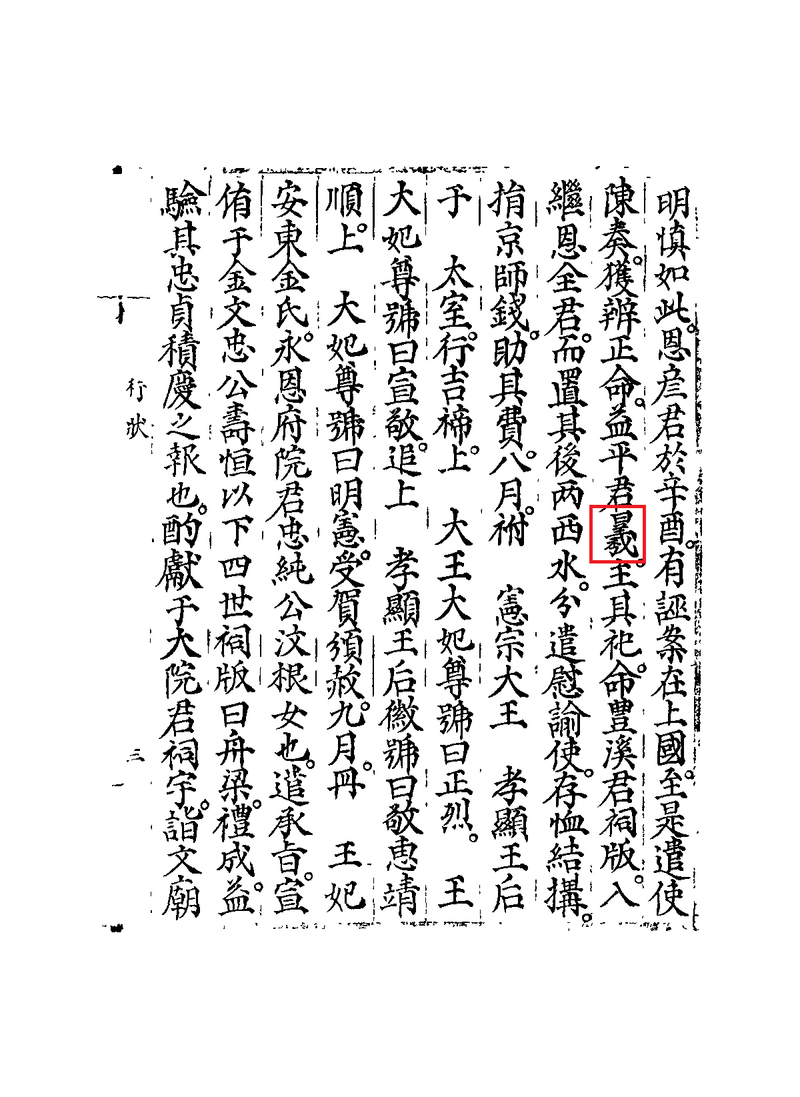 明慎如此。恩彦君於辛酉。有誣案在上國。至是遣使
陳奏。獲辨正命。益平君曦主其祀。命豊溪君祠版。入
繼恩全君。而置其後两西水。分遣慰諭使。存恤結搆。
捐京師錢。助其費。八月。祔 憲宗大王 孝顯王后
于 太室。行吉禘。上 大王大妃尊號曰正烈。 王
大妃尊號曰宣敬。追上 孝顯王后徽號曰敬惠靖
順。上 大妃尊號曰明憲。受賀頒赦。九月。冊 王妃
安東金氏。永恩府院君忠純公汶根女也。遣承旨。宣
侑于金文忠公壽恒以下四世祠版曰舟梁。禮成。益
驗其忠貞積慶之報也。酌獻于大院君祠宇。詣文廟
行狀 三